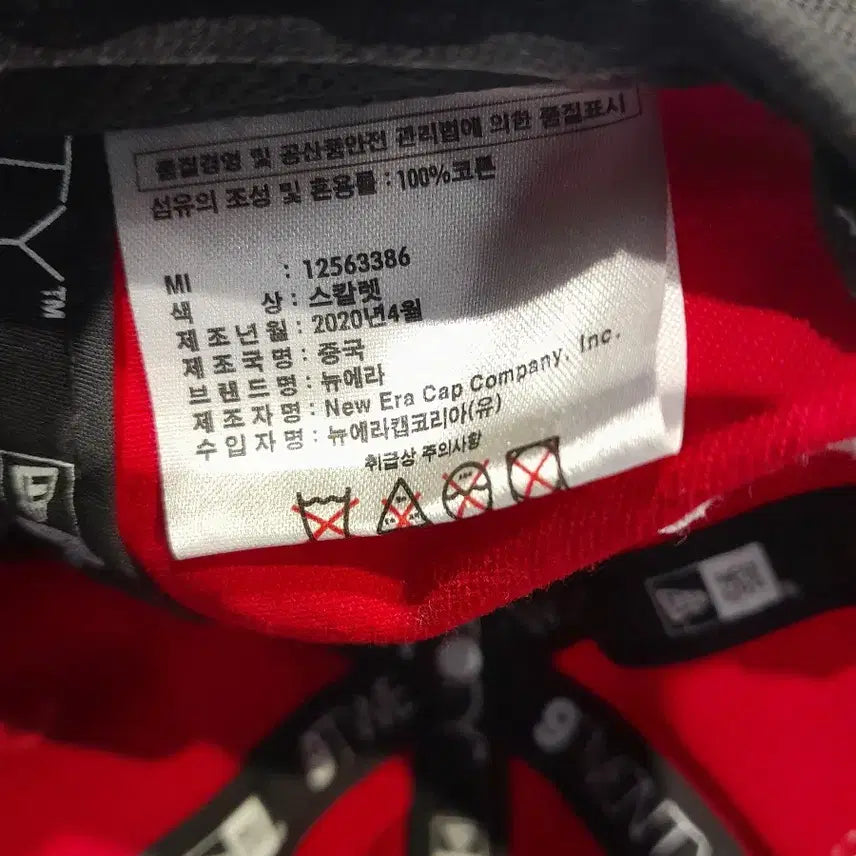 품질경영 및 공산품안전 관리법에 의한 품질표시
섬유의 조성 및 혼용률 : 100%코튼
MI : 12563386
색 상 : 스칼렛
제조년월 : 2020년4월
제조국명 : 중국
브랜드명 : 뉴에라
제조자명 : New Era Cap Company, Inc.
수입자명 : 뉴에라캡코리아(유)
취급상 주의사항
TY™